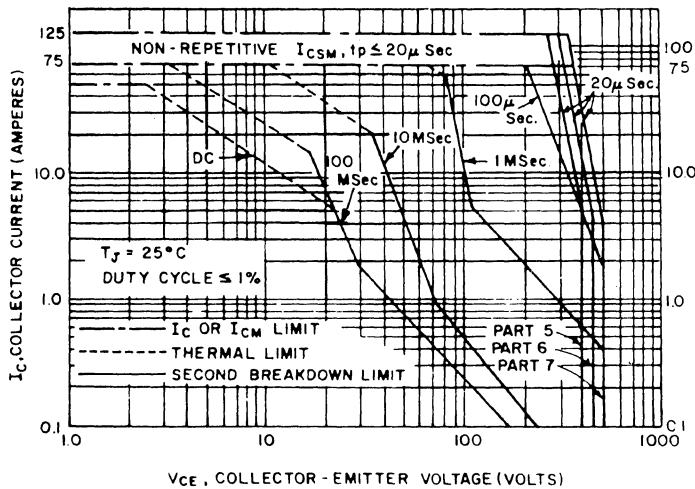 125
NON-REPETITIVE ICSM, tp ≤ 20μ Sec
100
75
75
100μ Sec.
20μ Sec.
DC
100 MSec
10 MSec
1 MSec
10.0
10.0
TJ = 25°C
DUTY CYCLE ≤ 1%
1.0
1.0
IC OR ICM LIMIT
THERMAL LIMIT
SECOND BREAKDOWN LIMIT
PART 5
PART 6
PART 7
0.1
C1
1.0
10
100
1000
IC, COLLECTOR CURRENT (AMPERES)
VCE, COLLECTOR-EMITTER VOLTAGE (VOLTS)